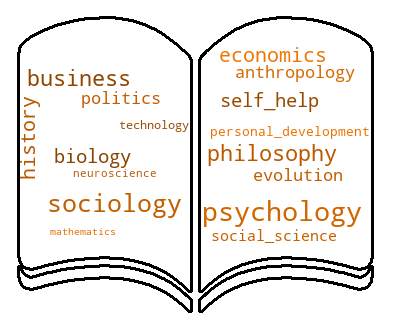 business
politics
technology
history
biology
neuroscience
sociology
mathematics
economics
anthropology
self_help
personal_development
philosophy
evolution
psychology
social_science